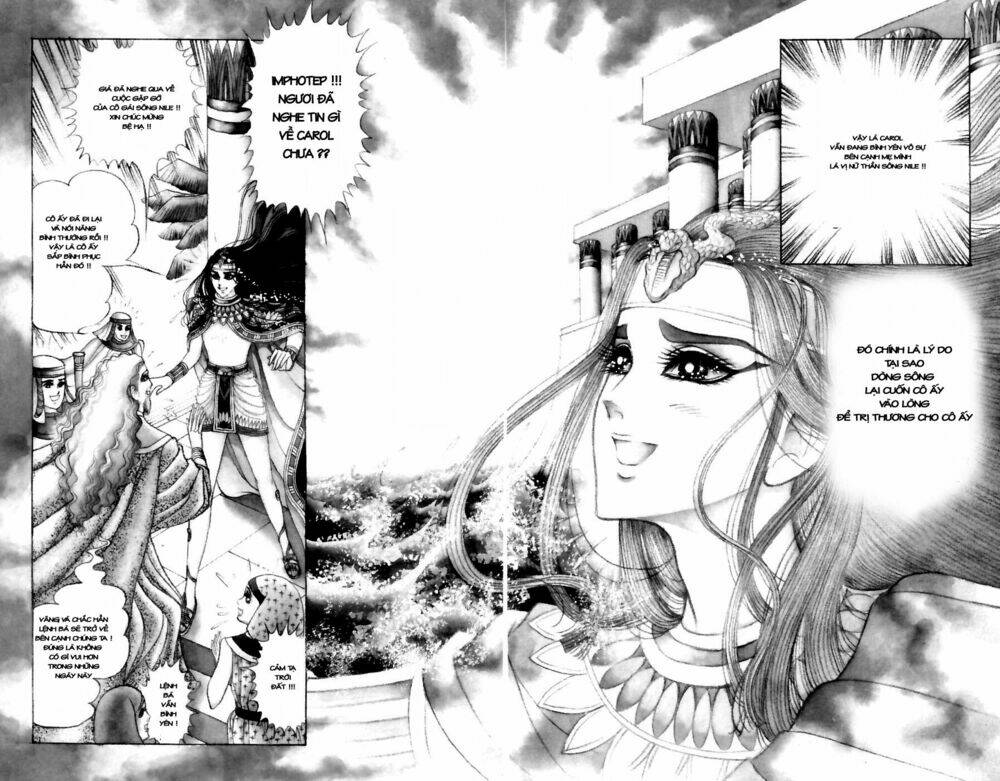 VẬY LÀ CAROL
VẪN ĐANG BÌNH YÊN VÔ SỰ
BÊN CẠNH MẸ MÌNH
LÀ VỊ NỮ THẦN SÔNG NILE !!
ĐÓ CHÍNH LÀ LÝ DO
TẠI SAO
DÒNG SÔNG
LẠI CUỐN CÔ ẤY
VÀO LÒNG
ĐỂ TRỊ THƯƠNG CHO CÔ ẤY
IMPHOTEP !!!
NGƯƠI ĐÃ
NGHE TIN GÌ
VỀ CAROL
CHƯA ??
GIÀ ĐÃ NGHE QUA VỀ
CUỘC GẶP GỠ
CỦA CÔ GÁI SÔNG NILE !!
XIN CHÚC MỪNG
BỆ HẠ !!
CÔ ẤY ĐÃ ĐI LẠI
VÀ NÓI NĂNG
BÌNH THƯỜNG RỒI !!
VẬY LÀ CÔ ẤY
SẮP BÌNH PHỤC
HẲN ĐÓ !!
VÂNG VÀ CHẮC HẲN
LỆNH BÀ SẼ TRỞ VỀ
BÊN CẠNH CHÚNG TA !
ĐÚNG LÀ KHÔNG
CÓ GÌ VUI HƠN
TRONG NHỮNG
NGÀY NÀY
LỆNH
BÀ
VẪN
BÌNH
YÊN !
CẢM TẠ
TRỜI
ĐẤT !!!